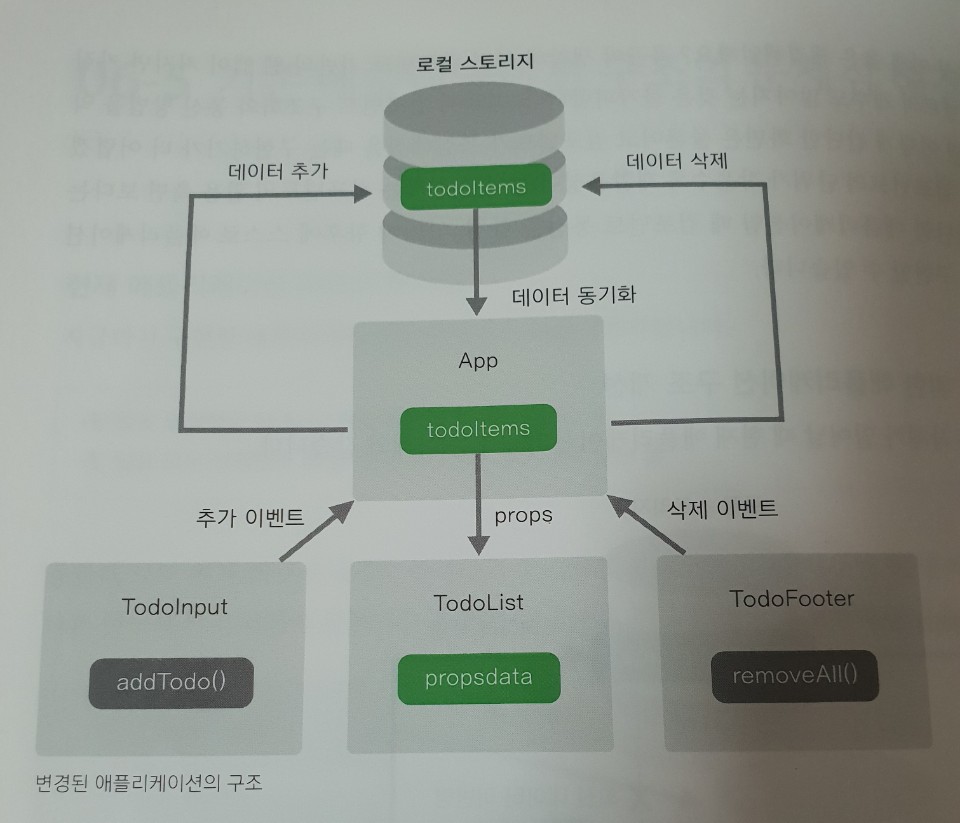 로컬 스토리지
데이터 추가
todoItems
데이터 삭제
데이터 동기화
App
todoItems
추가 이벤트
props
삭제 이벤트
TodoInput
TodoList
TodoFooter
addTodo()
propsdata
removeAll()
변경된 애플리케이션의 구조